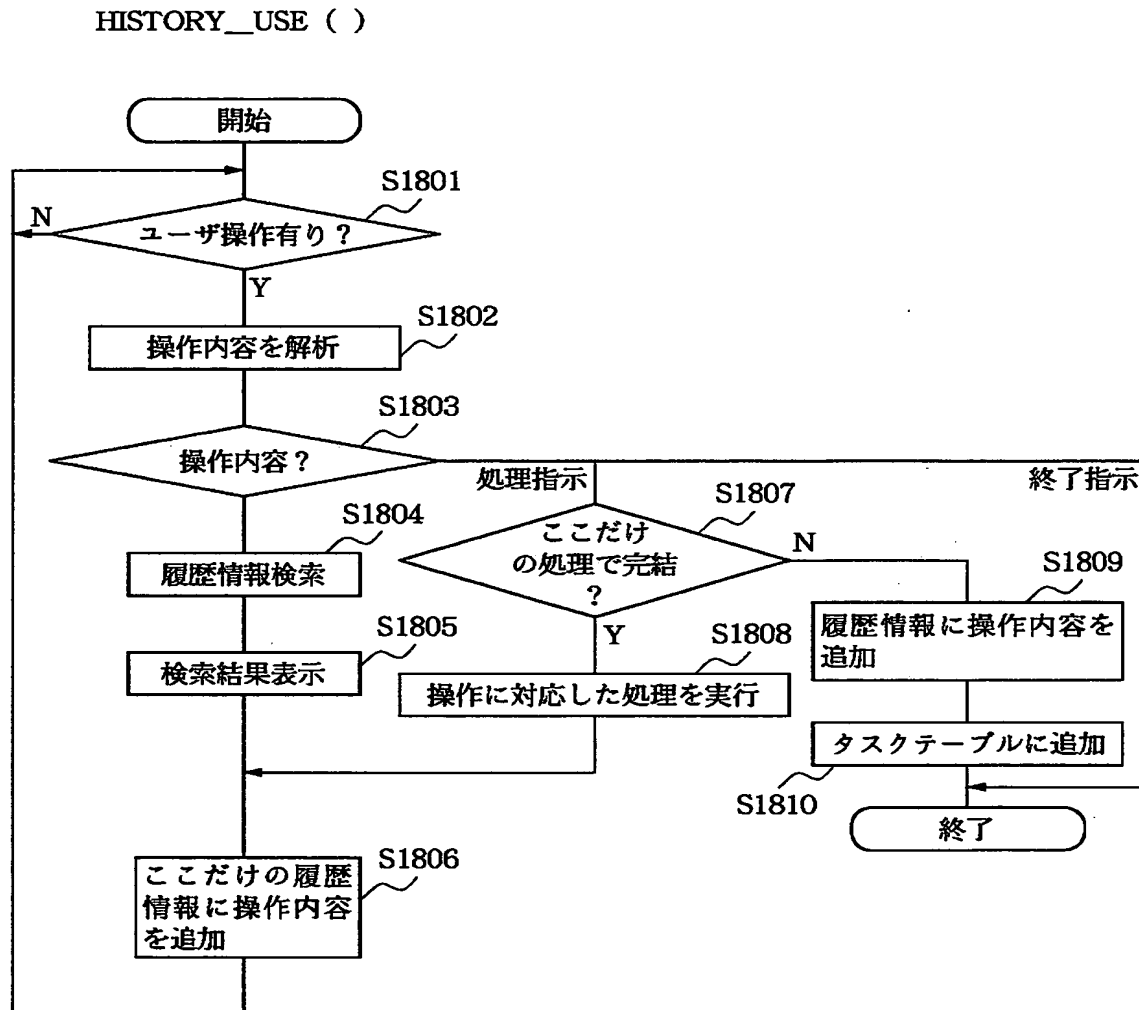 HISTORY__USE ( )
開始
S1801
N
ユーザ操作有り？
Y
S1802
操作内容を解析
S1803
操作内容？
処理指示
終了指示
S1804
履歴情報検索
S1805
検索結果表示
S1807
ここだけ
の処理で完結
？
N
Y
S1808
操作に対応した処理を実行
S1809
履歴情報に操作内容を
追加
タスクテーブルに追加
S1810
終了
S1806
ここだけの履歴
情報に操作内容
を追加